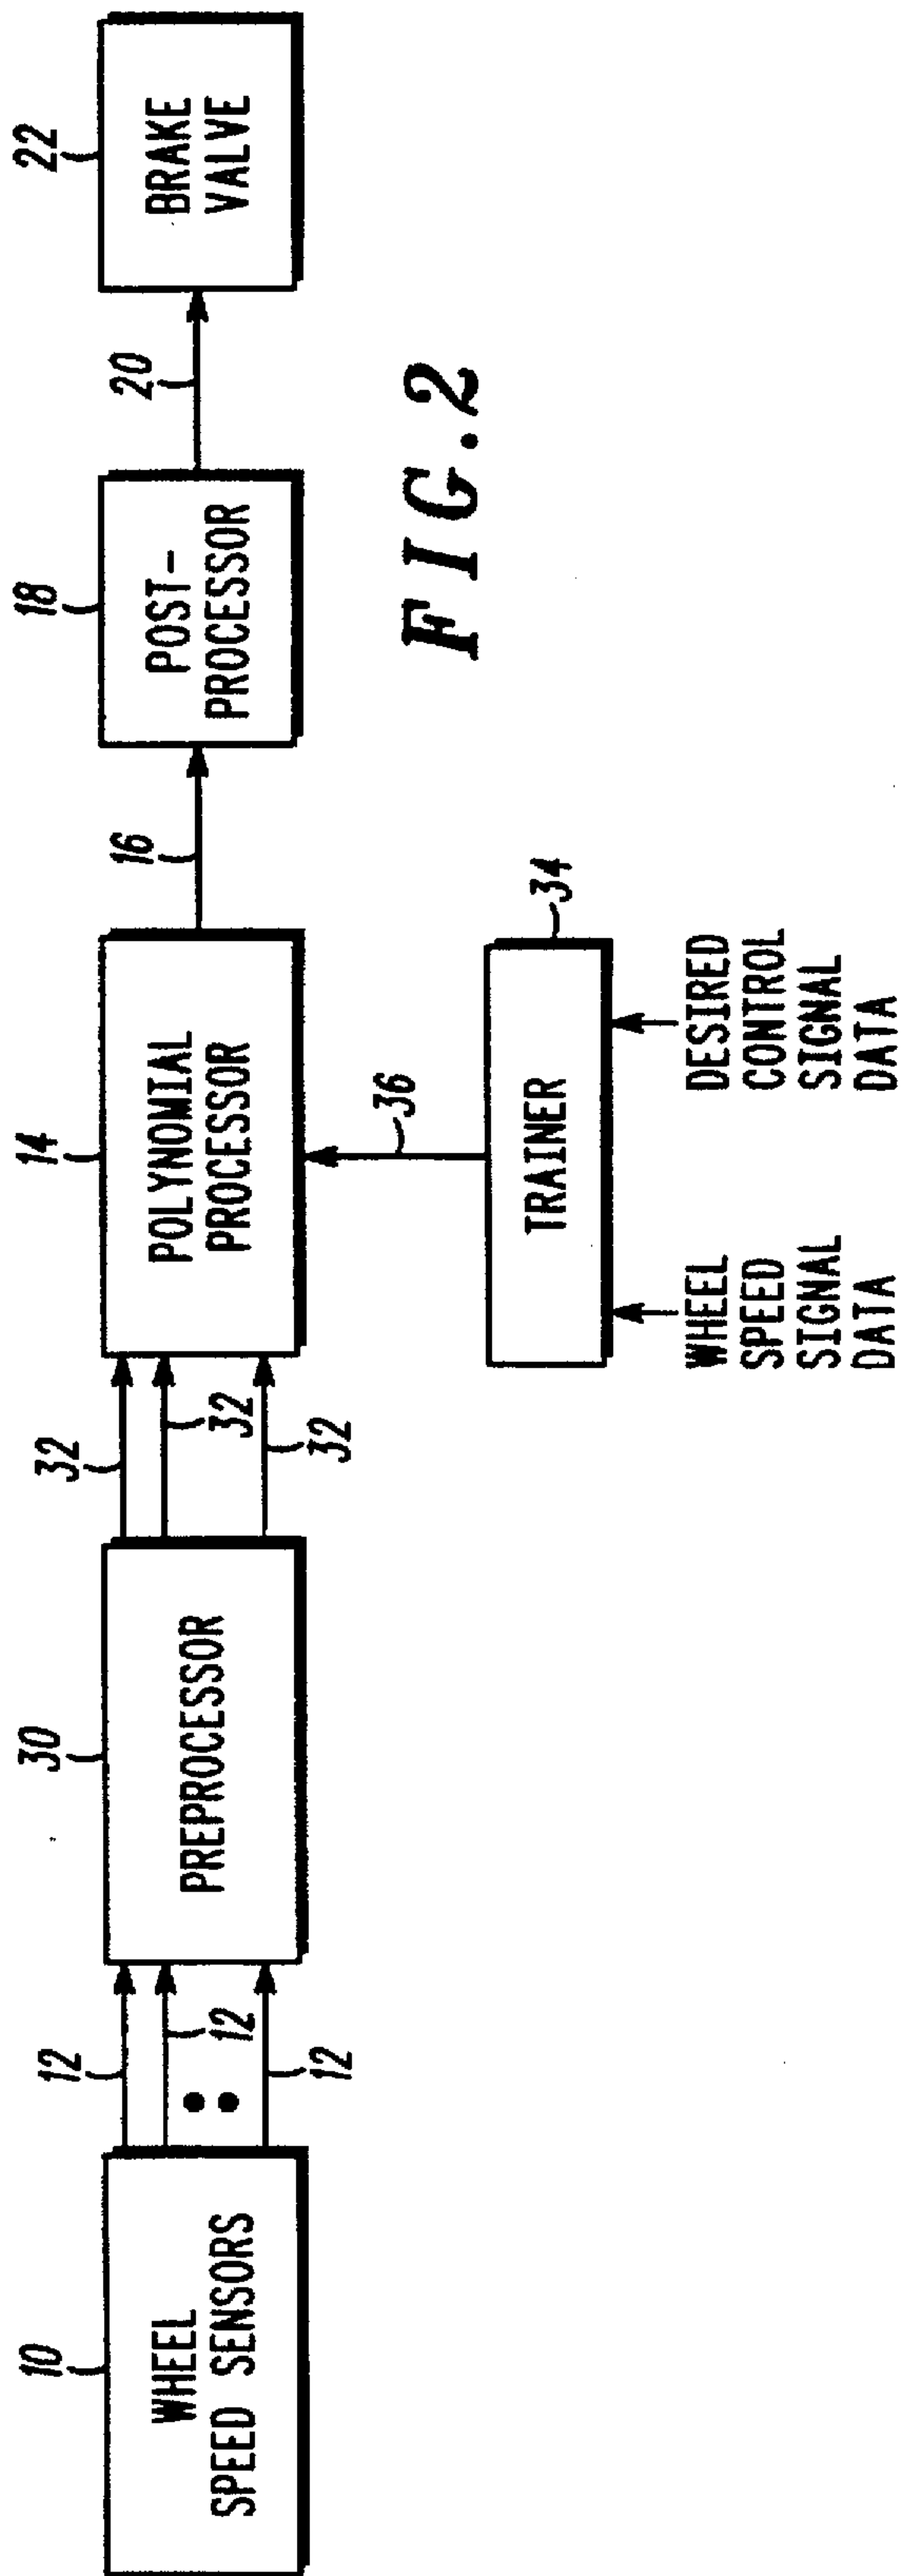 10
WHEEL
SPEED SENSORS
12
12
12
30
PREPROCESSOR
32
32
32
14
POLYNOMIAL
PROCESSOR
16
18
POST-
PROCESSOR
20
22
BRAKE
VALVE
36
34
TRAINER
WHEEL
SPEED
SIGNAL
DATA
DESIRED
CONTROL
SIGNAL
DATA
FIG.2